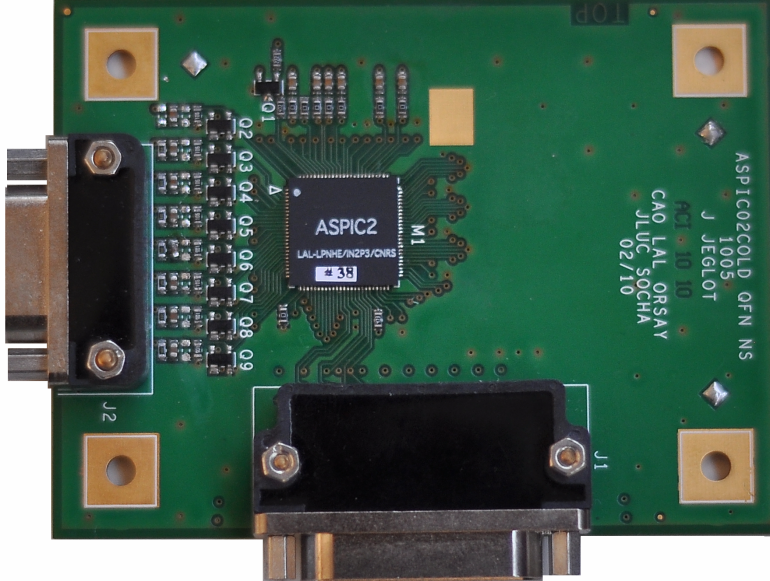 TOP
Q1
Q2
Q3
Q4
Q5
Q6
Q7
Q8
Q9
ASPIC2
LAL-LPNHE/IN2P3/CNRS
# 38
M1
ASPIC02COLD QFN NS
1005
J JEGLOT
ACI 10 10
CAO LAL ORSAY
JLUC SOCHA
02/10
J2
J1